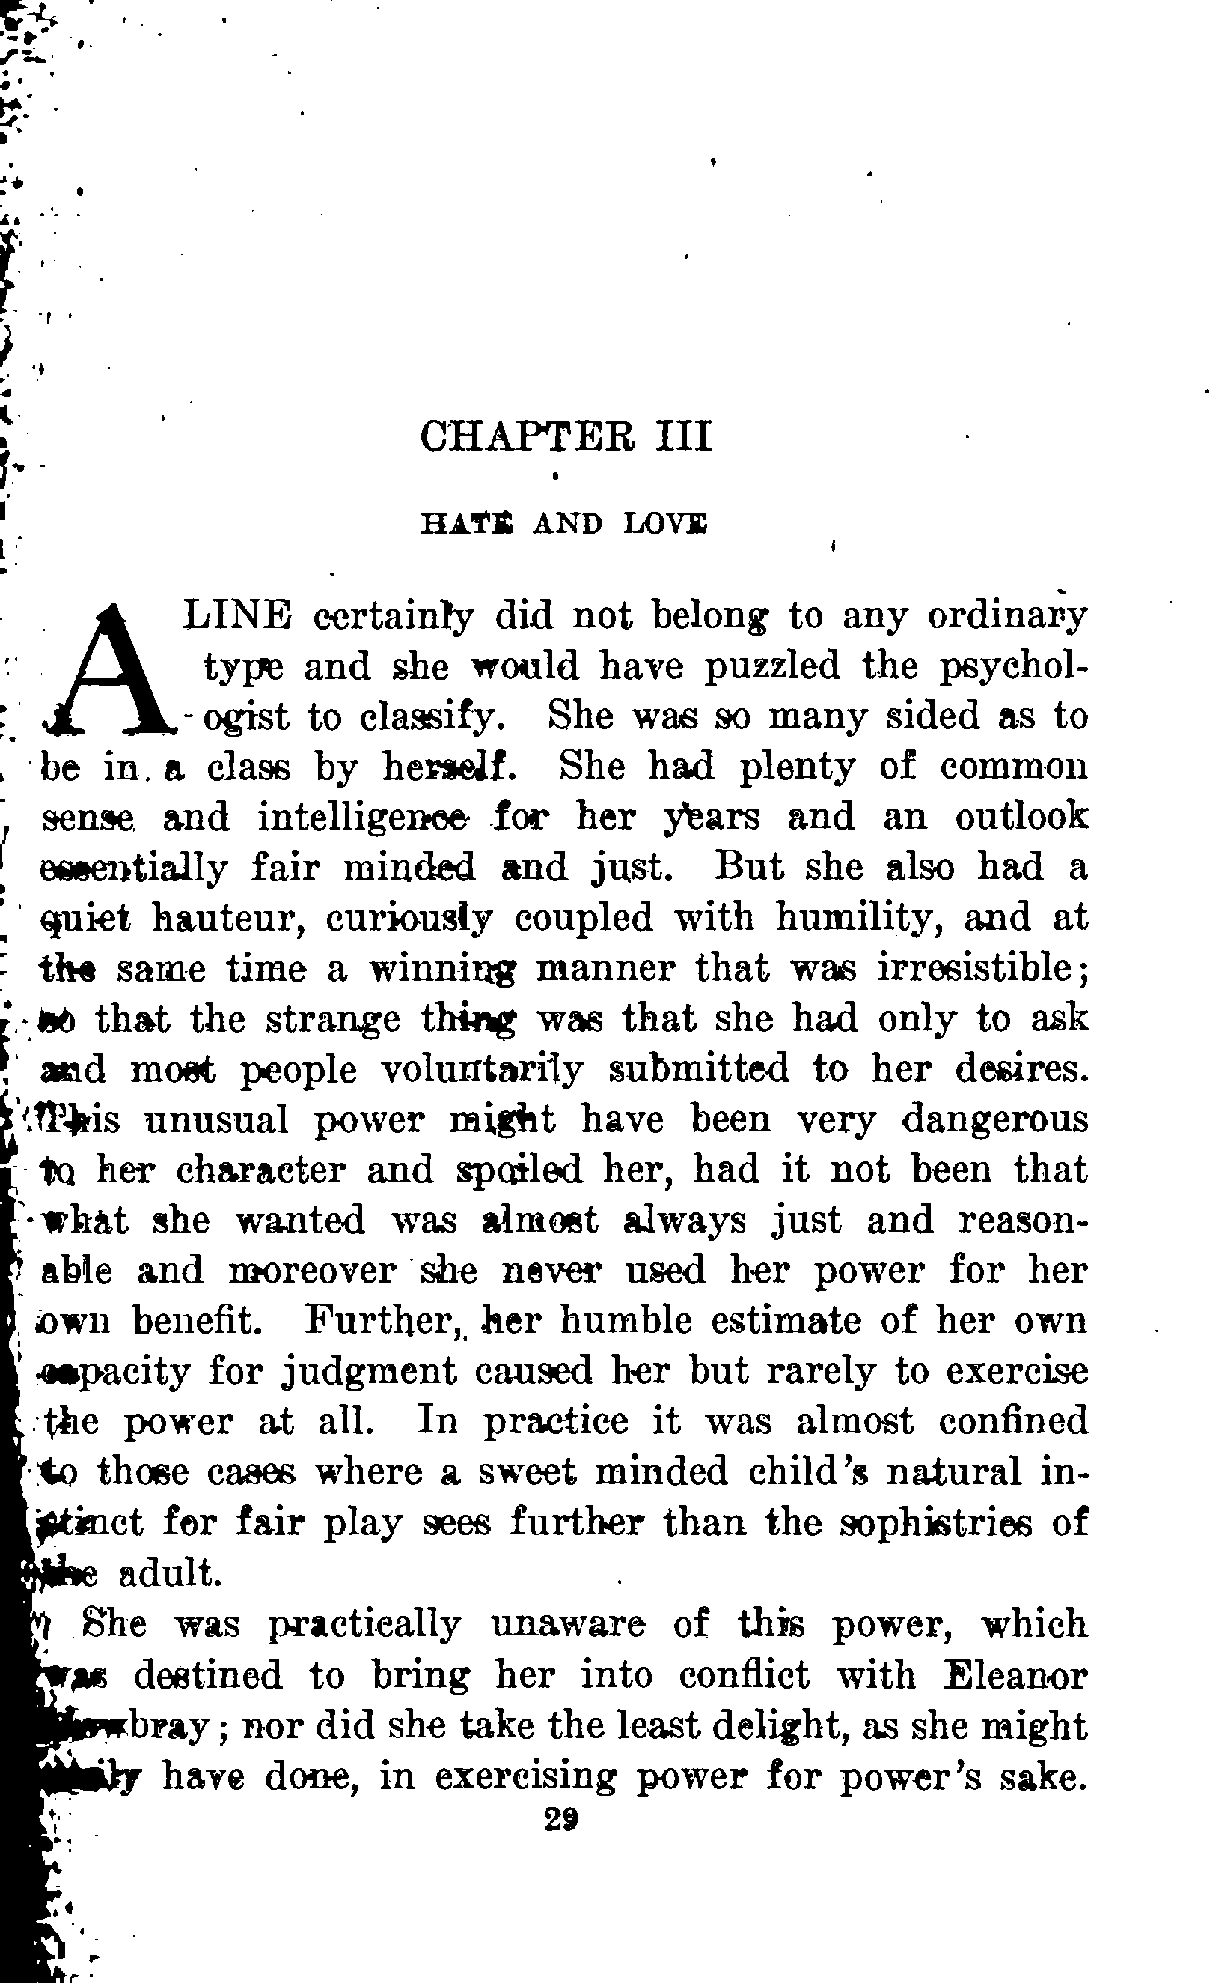 CHAPTER III
HATE AND LOVE
ALINE certainly did not belong to any ordinary
type and she would have puzzled the psychol-
ogist to classify. She was so many sided as to
be in a class by herself. She had plenty of common
sense and intelligence for her years and an outlook
essentially fair minded and just. But she also had a
quiet hauteur, curiously coupled with humility, and at
the same time a winning manner that was irresistible;
so that the strange thing was that she had only to ask
and most people voluntarily submitted to her desires.
This unusual power might have been very dangerous
to her character and spoiled her, had it not been that
what she wanted was almost always just and reason-
able and moreover she never used her power for her
own benefit. Further, her humble estimate of her own
capacity for judgment caused her but rarely to exercise
the power at all. In practice it was almost confined
to those cases where a sweet minded child's natural in-
stinct for fair play sees further than the sophistries of
the adult.
She was practically unaware of this power, which
was destined to bring her into conflict with Eleanor
; nor did she take the least delight, as she might
have done, in exercising power for power's sake.
29